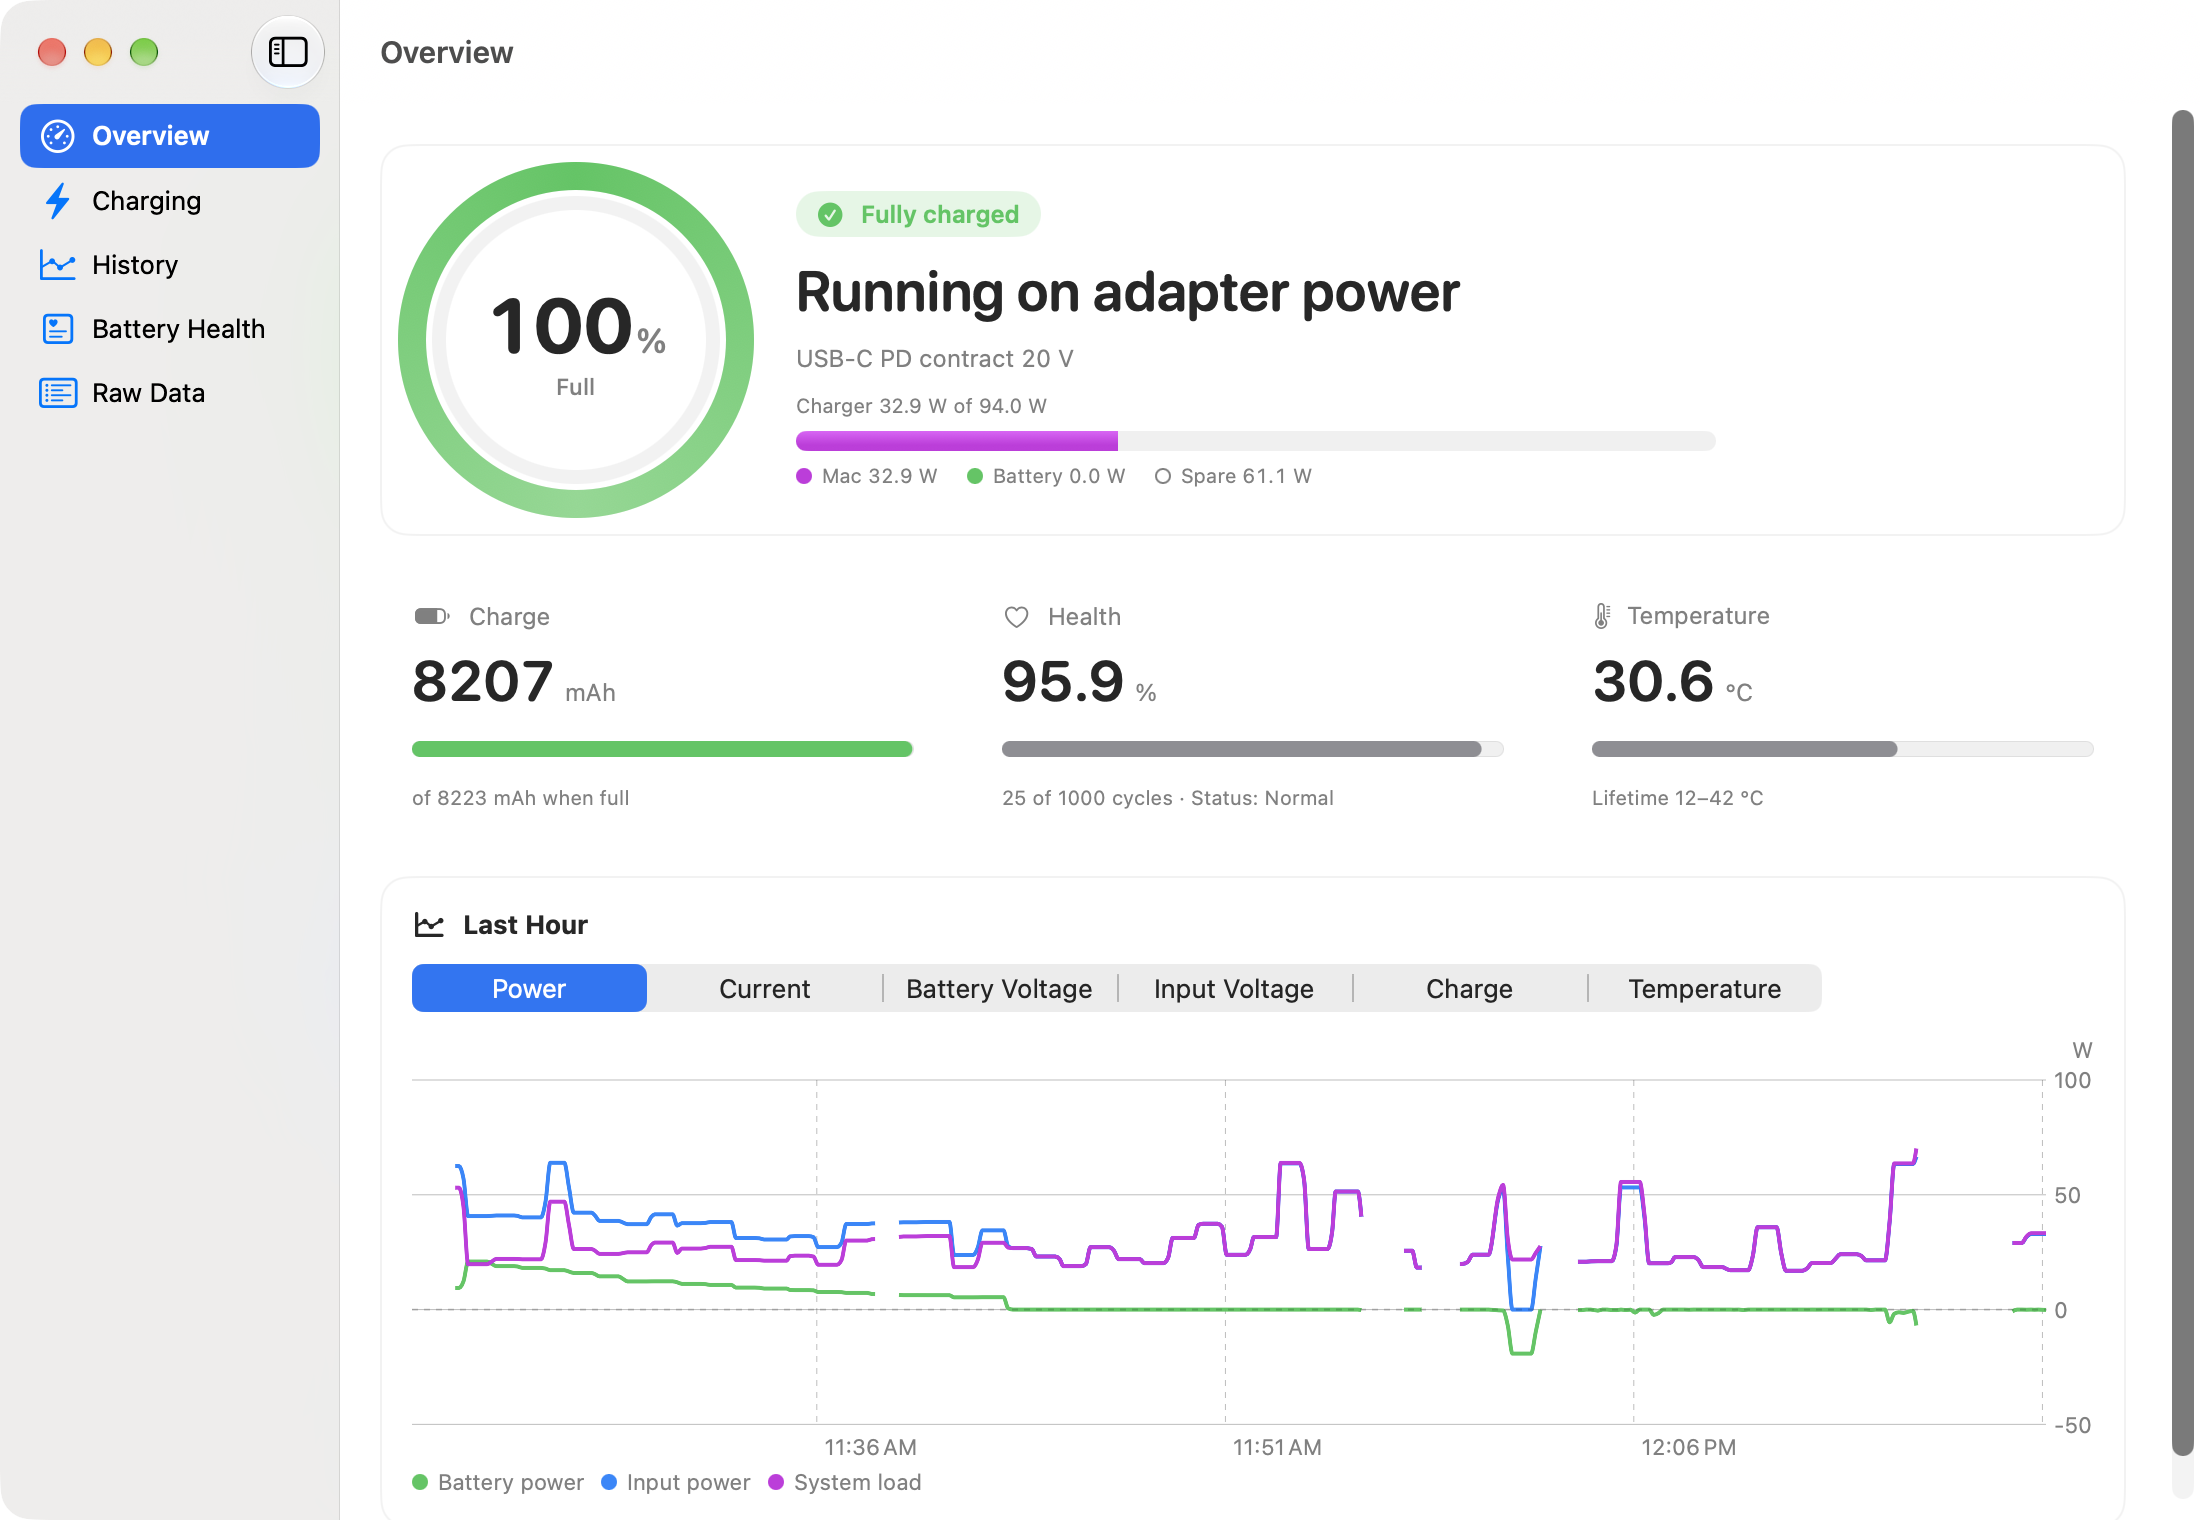 Overview
Overview
Charging
History
Battery Health
Raw Data
100%
Full
Fully charged
Running on adapter power
USB-C PD contract 20 V
Charger 32.9 W of 94.0 W
Mac 32.9 W Battery 0.0 W Spare 61.1 W
Charge
8207 mAh
of 8223 mAh when full
Health
95.9 %
25 of 1000 cycles · Status: Normal
Temperature
30.6 °C
Lifetime 12–42 °C
Last Hour
Power Current Battery Voltage Input Voltage Charge Temperature
W
100
50
0
-50
11:36 AM 11:51 AM 12:06 PM
Battery power Input power System load